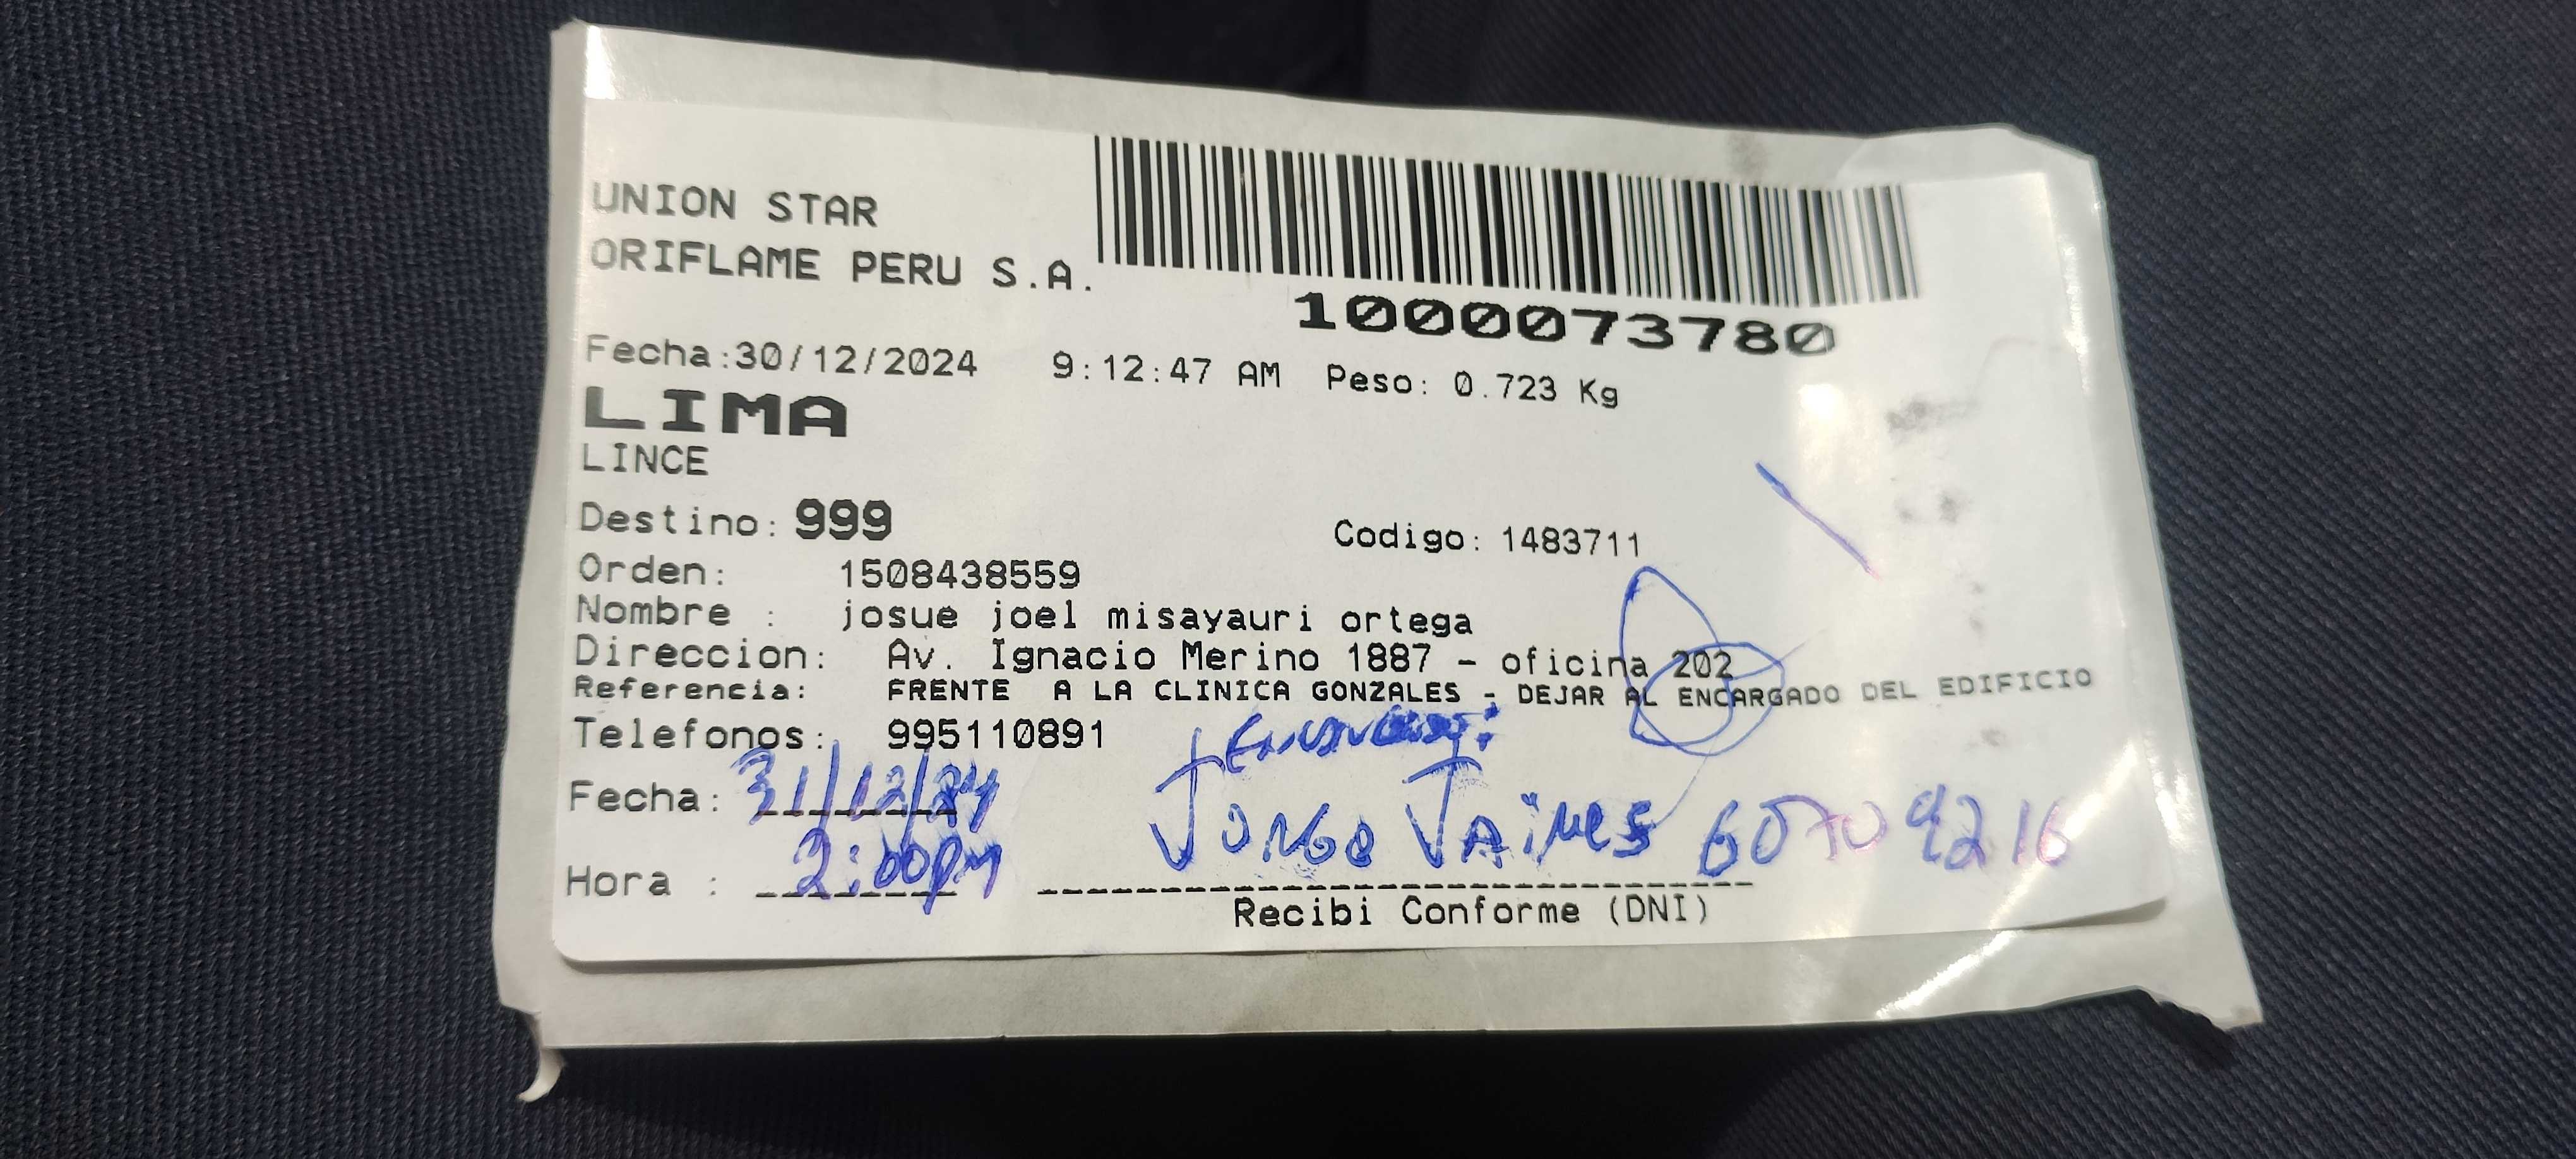 UNION STAR
ORIFLAME PERU S.A.
1000073780
Fecha:30/12/2024 9:12:47 AM Peso: 0.723 Kg
LIMA
LINCE
Destino: 999 Codigo: 1483711
Orden: 1508438559
Nombre : josue joel misayauri ortega
Direccion: Av. Ignacio Merino 1887 - oficina 202
Referencia: FRENTE A LA CLINICA GONZALES - DEJAR AL ENCARGADO DEL EDIFICIO
Telefonos: 995110891
Fecha: 31/12/24
Jorge Jaimes
Hora : 2:00pm
Recibi Conforme (DNI)